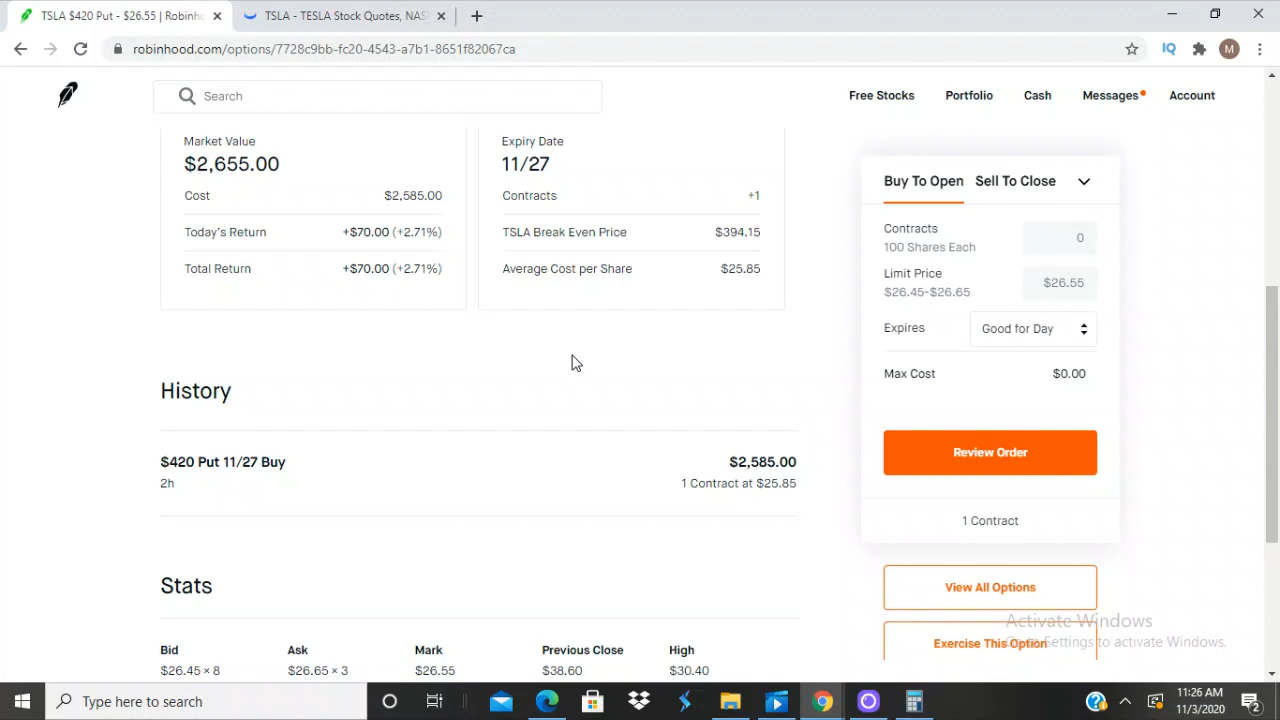 TSLA $420 Put - $26.55 | Robinh
TSLA - TESLA Stock Quotes, NAS
robinhood.com/options/7728c9bb-fc20-4543-a7b1-8651f82067ca
IQ
M
Search
Free Stocks
Portfolio
Cash
Messages
Account
Market Value
$2,655.00
Cost $2,585.00
Today's Return +$70.00 (+2.71%)
Total Return +$70.00 (+2.71%)
Expiry Date
11/27
Contracts +1
TSLA Break Even Price $394.15
Average Cost per Share $25.85
Buy To Open Sell To Close
Contracts 0
100 Shares Each
Limit Price $26.55
$26.45-$26.65
Expires Good for Day
Max Cost $0.00
Review Order
1 Contract
View All Options
Exercise This Option
History
$420 Put 11/27 Buy $2,585.00
2h 1 Contract at $25.85
Stats
Bid Ask Mark Previous Close High
$26.45 × 8 $26.65 × 3 $26.55 $38.60 $30.40
Activate Windows
Settings to activate Windows.
Type here to search
11:26 AM
11/3/2020
2